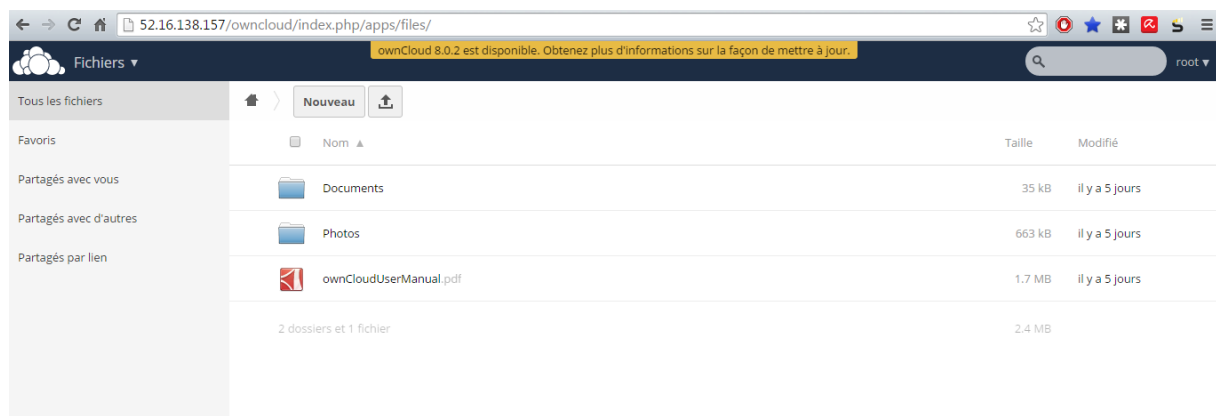 52.16.138.157/owncloud/index.php/apps/files/
ownCloud 8.0.2 est disponible. Obtenez plus d'informations sur la façon de mettre à jour.
Fichiers ▾ root ▾
Tous les fichiers Nouveau
Favoris Nom ▲ Taille Modifié
Partagés avec vous Documents 35 kB il y a 5 jours
Partagés avec d'autres Photos 663 kB il y a 5 jours
Partagés par lien
ownCloudUserManual.pdf 1.7 MB il y a 5 jours
2 dossiers et 1 fichier 2.4 MB